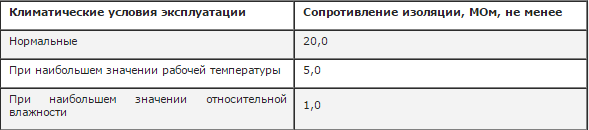 Климатические условия эксплуатации Сопротивление изоляции, МОм, не менее
Нормальные 20,0
При наибольшем значении рабочей температуры 5,0
При наибольшем значении относительной
влажности 1,0